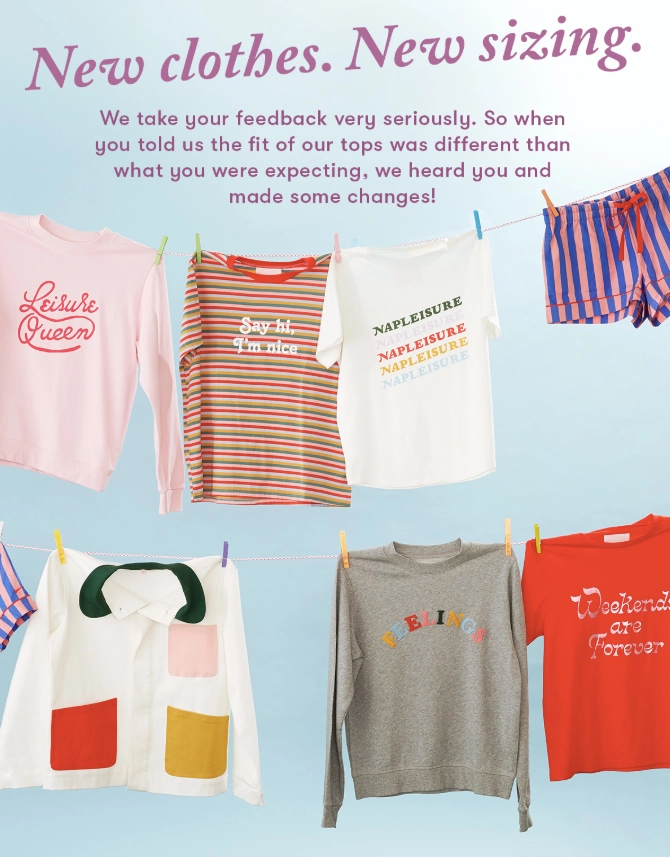 New clothes. New sizing.
We take your feedback very seriously. So when
you told us the fit of our tops was different than
what you were expecting, we heard you and
made some changes!
Leisure
Queen
Say hi,
I'm nice
NAPLEISURE
NAPLEISURE
NAPLEISURE
NAPLEISURE
NAPLEISURE
FEELINGS
Weekends
are
Forever